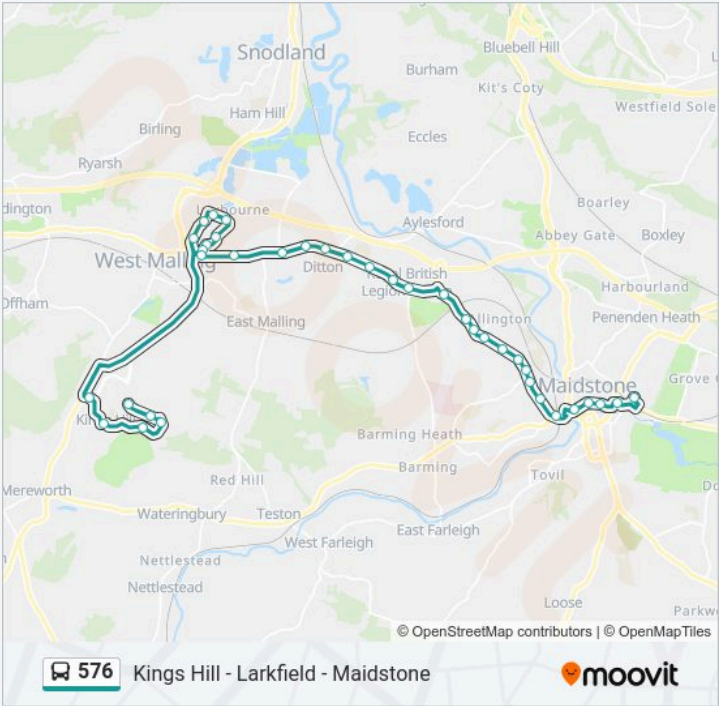 Snodland
Bluebell Hill
Burham
Kit's Coty
Westfield Sole
Ham Hill
Birling
Eccles
Ryarsh
Boarley
Aylesford
Abbey Gate
Boxley
West Malling
Ditton
British
Legion
Harbourland
Offham
East Malling
Penenden Heath
Maidstone
Grove
Barming Heath
Barming
Tovil
Red Hill
Mereworth
Wateringbury
Teston
East Farleigh
West Farleigh
Nettlestead
Nettlestead
Loose
© OpenStreetMap contributors | © OpenMapTiles
576 Kings Hill - Larkfield - Maidstone moovit